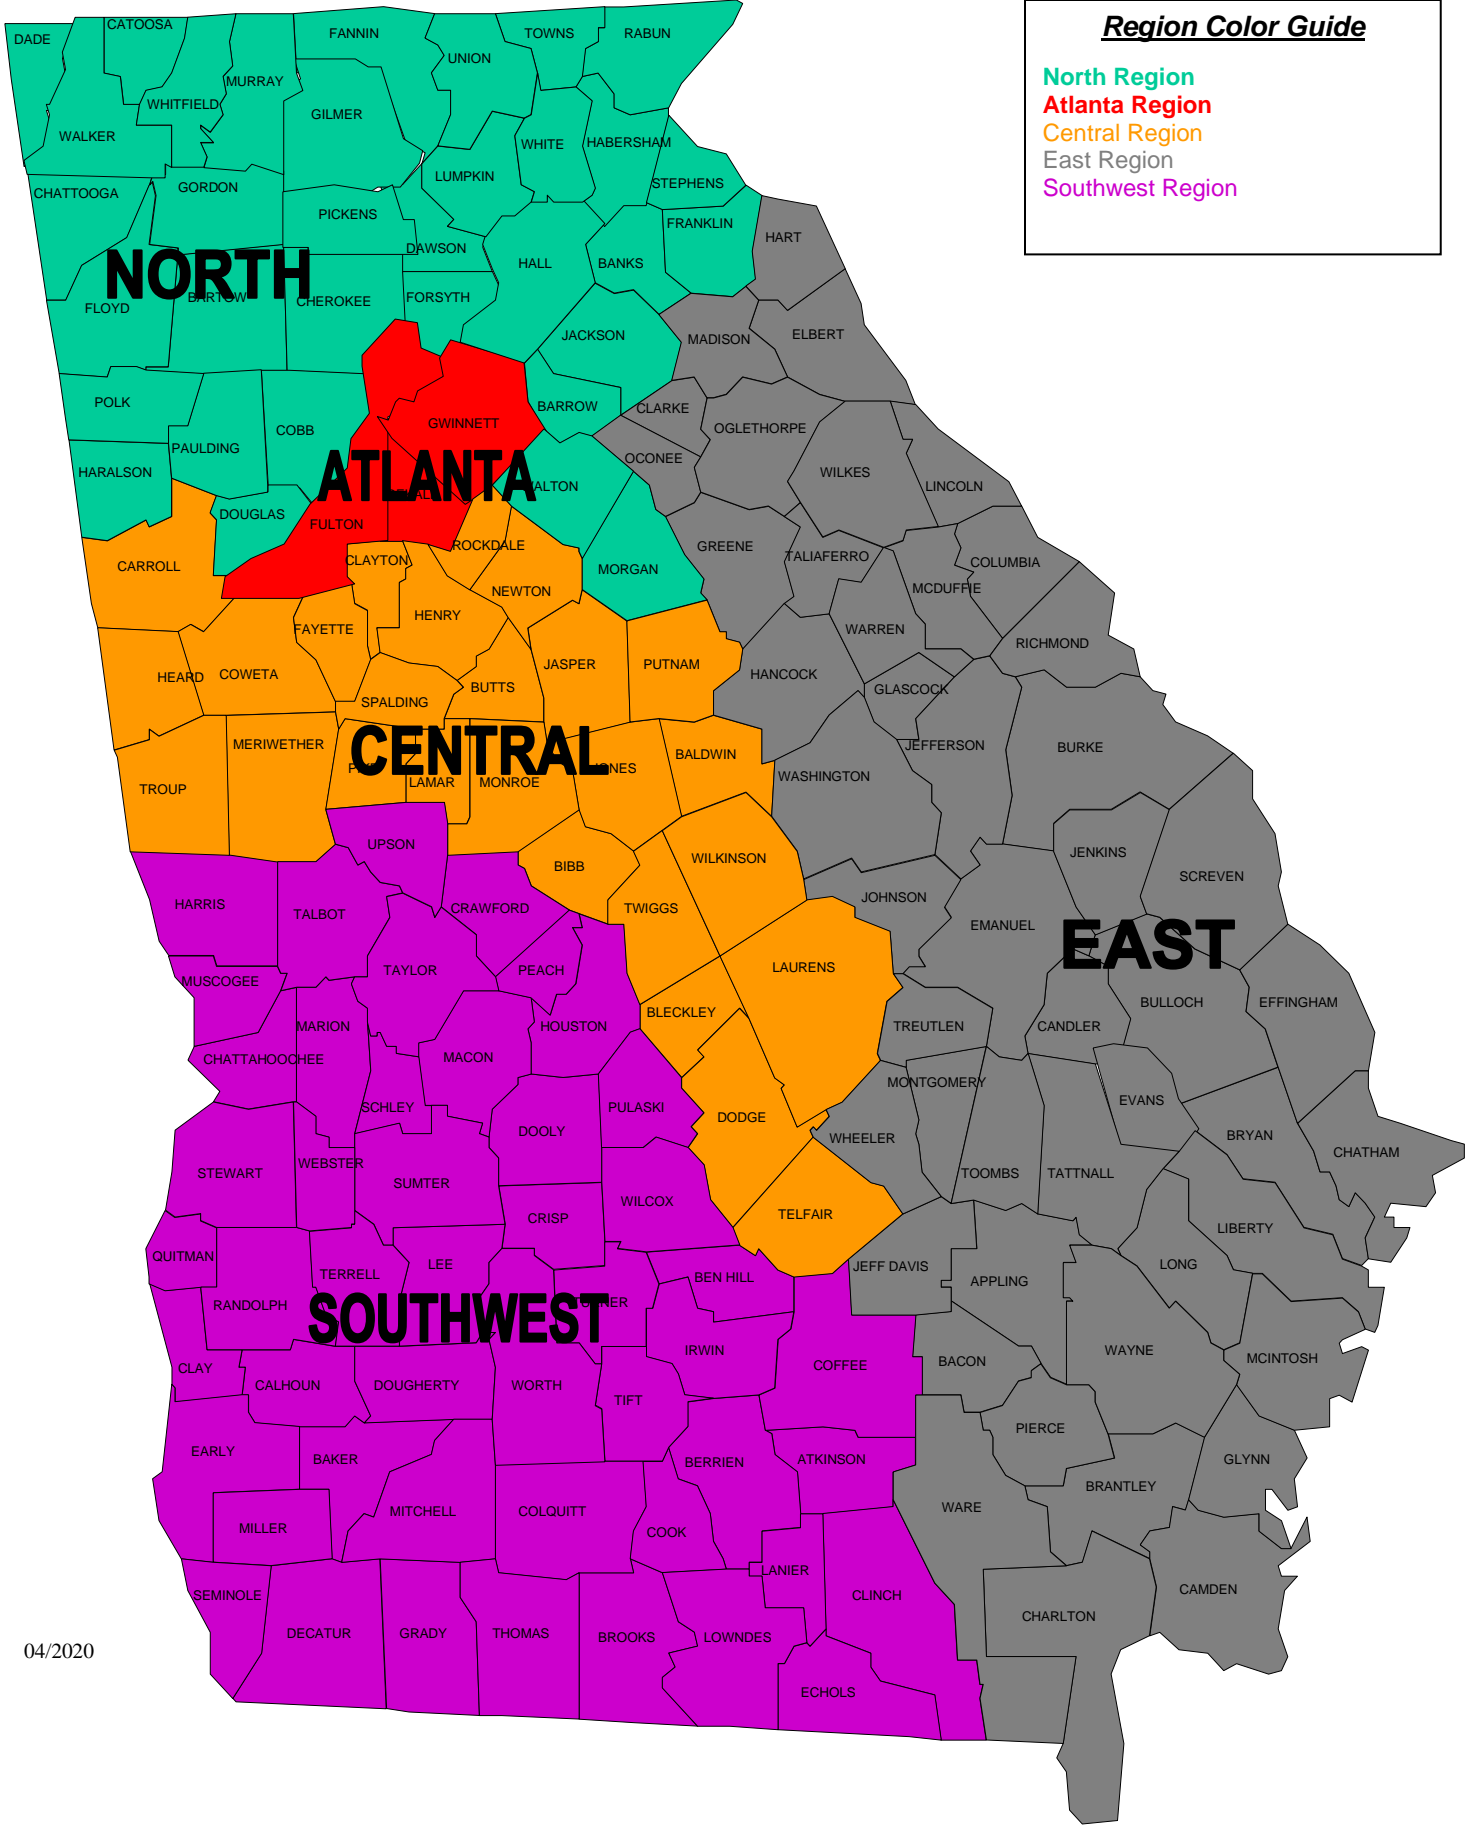 Region Color Guide
North Region
Atlanta Region
Central Region
East Region
Southwest Region
DADE
CATOOSA
FANNIN
TOWNS
RABUN
UNION
MURRAY
WHITFIELD
GILMER
WALKER
WHITE
HABERSHAM
LUMPKIN
STEPHENS
CHATTOOGA
GORDON
PICKENS
FRANKLIN
HART
DAWSON
HALL
BANKS
NORTH
BARTOW
CHEROKEE
FORSYTH
FLOYD
JACKSON
MADISON
ELBERT
POLK
BARROW
CLARKE
GWINNETT
COBB
OGLETHORPE
PAULDING
HARALSON
OCONEE
WILKES
ATLANTA
LINCOLN
DOUGLAS
FULTON
ROCKDALE
GREENE
TALIAFERRO
CARROLL
CLAYTON
MORGAN
COLUMBIA
NEWTON
MCDUFFIE
HENRY
FAYETTE
WARREN
RICHMOND
HEARD
COWETA
JASPER
PUTNAM
HANCOCK
BUTTS
GLASCOCK
SPALDING
MERIWETHER
CENTRAL
BALDWIN
JEFFERSON
BURKE
TROUP
LAMAR
MONROE
WASHINGTON
UPSON
BIBB
WILKINSON
JENKINS
SCREVEN
HARRIS
TALBOT
CRAWFORD
TWIGGS
JOHNSON
EMANUEL
EAST
TAYLOR
PEACH
LAURENS
MUSCOGEE
BLECKLEY
BULLOCH
EFFINGHAM
MARION
HOUSTON
TREUTLEN
CANDLER
CHATTAHOOCHEE
MACON
MONTGOMERY
SCHLEY
PULASKI
DODGE
EVANS
DOOLY
WHEELER
BRYAN
CHATHAM
STEWART
WEBSTER
SUMTER
TOOMBS
TATTNALL
WILCOX
CRISP
TELFAIR
LIBERTY
QUITMAN
TERRELL
LEE
BEN HILL
JEFF DAVIS
APPLING
LONG
RANDOLPH
SOUTHWEST
IRWIN
WAYNE
CLAY
CALHOUN
DOUGHERTY
WORTH
TIFT
COFFEE
BACON
MCINTOSH
PIERCE
EARLY
BAKER
BERRIEN
ATKINSON
GLYNN
BRANTLEY
MITCHELL
COLQUITT
WARE
MILLER
COOK
LANIER
SEMINOLE
CLINCH
CAMDEN
CHARLTON
DECATUR
GRADY
THOMAS
BROOKS
LOWNDES
04/2020
ECHOLS